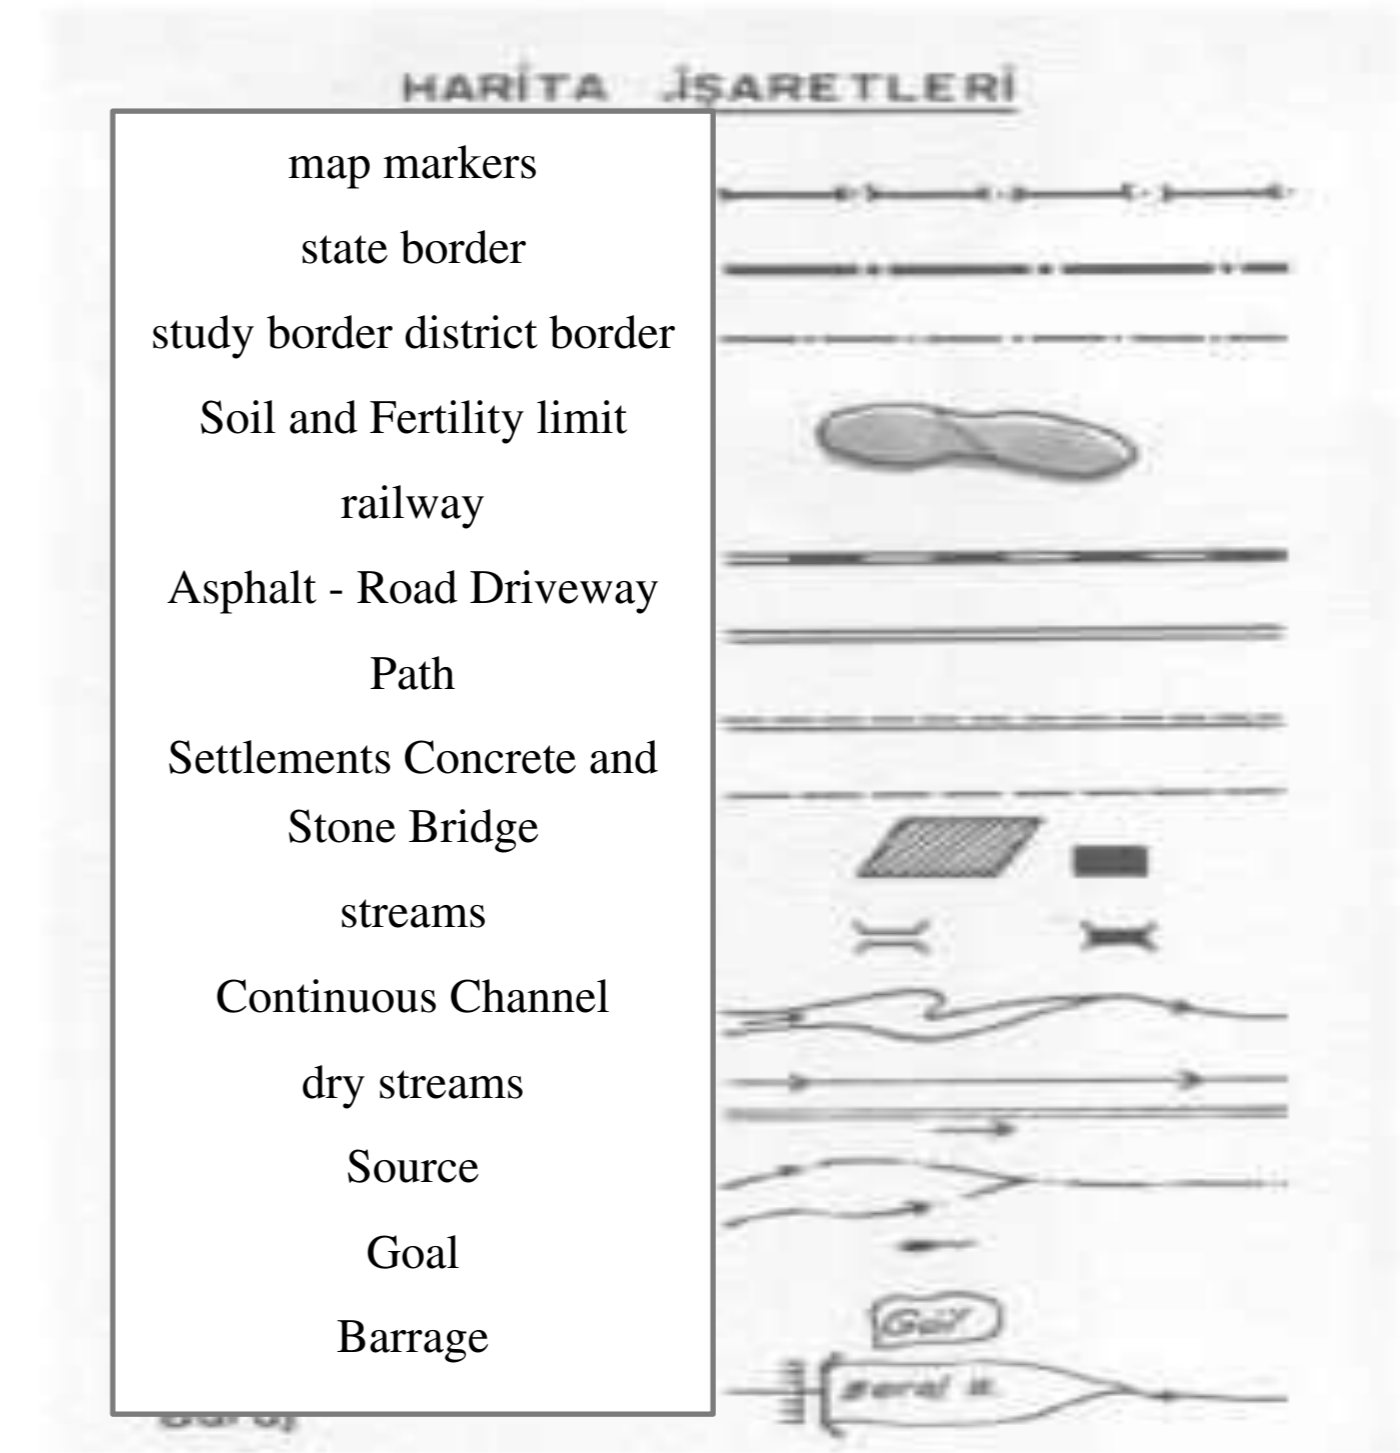 HARİTA İŞARETLERİ
map markers
state border
study border district border
Soil and Fertility limit
railway
Asphalt - Road Driveway
Path
Settlements Concrete and
Stone Bridge
streams
Continuous Channel
dry streams
Source
Goal
Barrage
Göl
Baraj